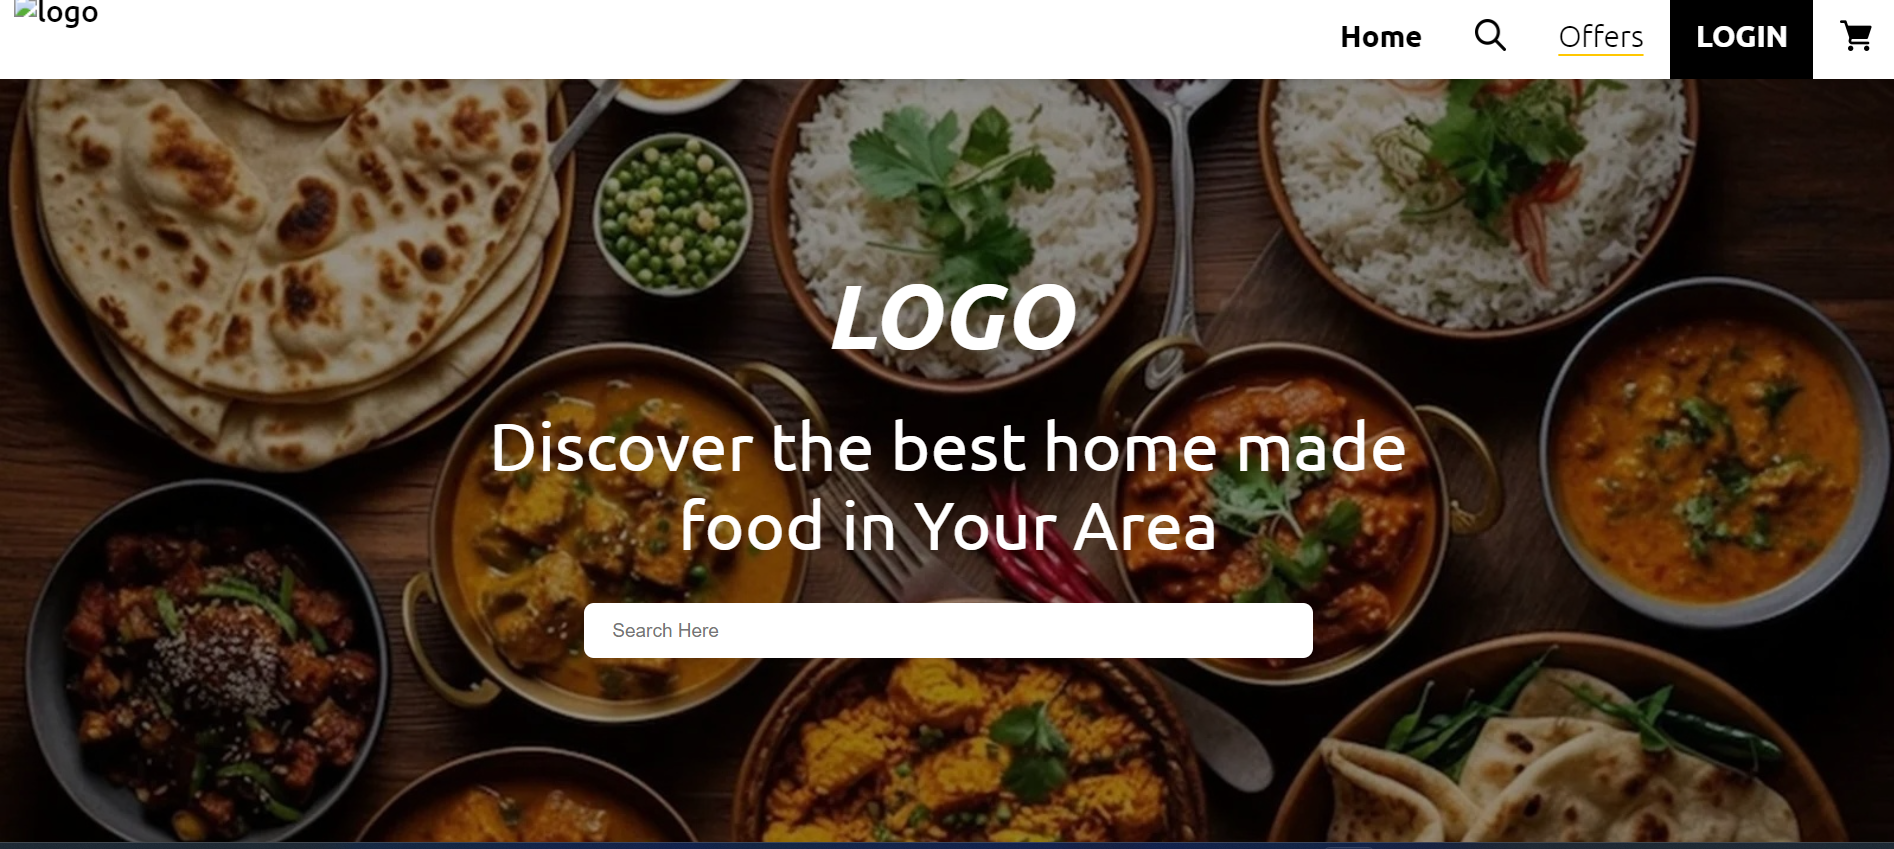 logo
Home
Offers
LOGIN
LOGO
Discover the best home made
food in Your Area
Search Here